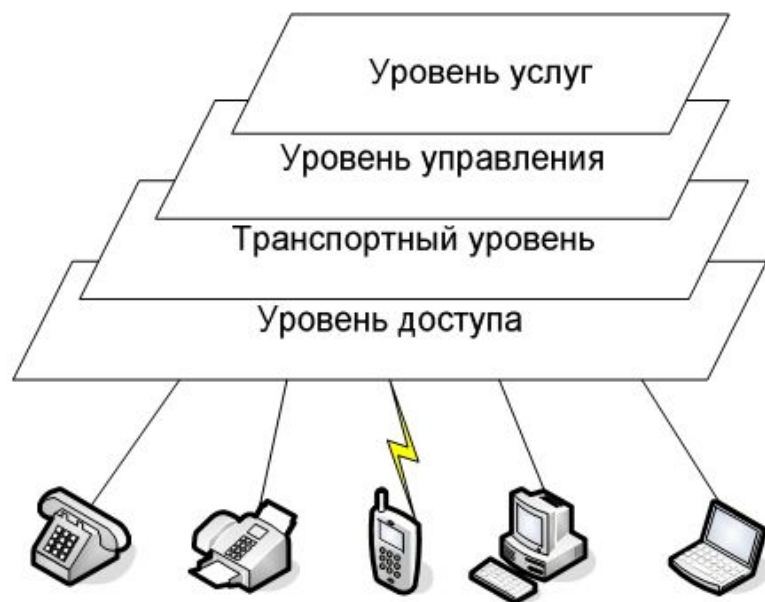 Уровень услуг
Уровень управления
Транспортный уровень
Уровень доступа